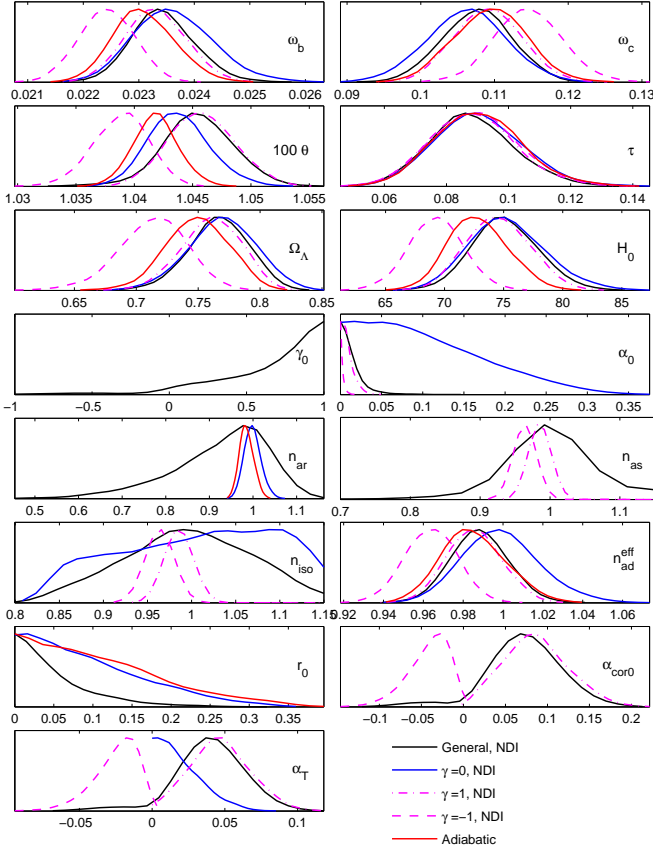 ω_b
0.021 0.022 0.023 0.024 0.025 0.026
ω_c
0.09 0.1 0.11 0.12 0.13
100 θ
1.03 1.035 1.04 1.045 1.05 1.055
τ
0.06 0.08 0.1 0.12 0.14
Ω_Λ
0.65 0.7 0.75 0.8 0.85
H_0
65 70 75 80 85
γ_0
−1 −0.5 0 0.5 1
α_0
0 0.05 0.1 0.15 0.2 0.25 0.3 0.35
n_ar
0.5 0.6 0.7 0.8 0.9 1 1.1
n_as
0.7 0.8 0.9 1 1.1
n_iso
0.8 0.85 0.9 0.95 1 1.05 1.1 1.15
n_ad^eff
0.92 0.94 0.96 0.98 1 1.02 1.04 1.06
r_0
0 0.05 0.1 0.15 0.2 0.25 0.3 0.35
α_cor0
−0.1 −0.05 0 0.05 0.1 0.15 0.2
α_T
−0.05 0 0.05 0.1
General, NDI
γ=0, NDI
γ=1, NDI
γ=−1, NDI
Adiabatic